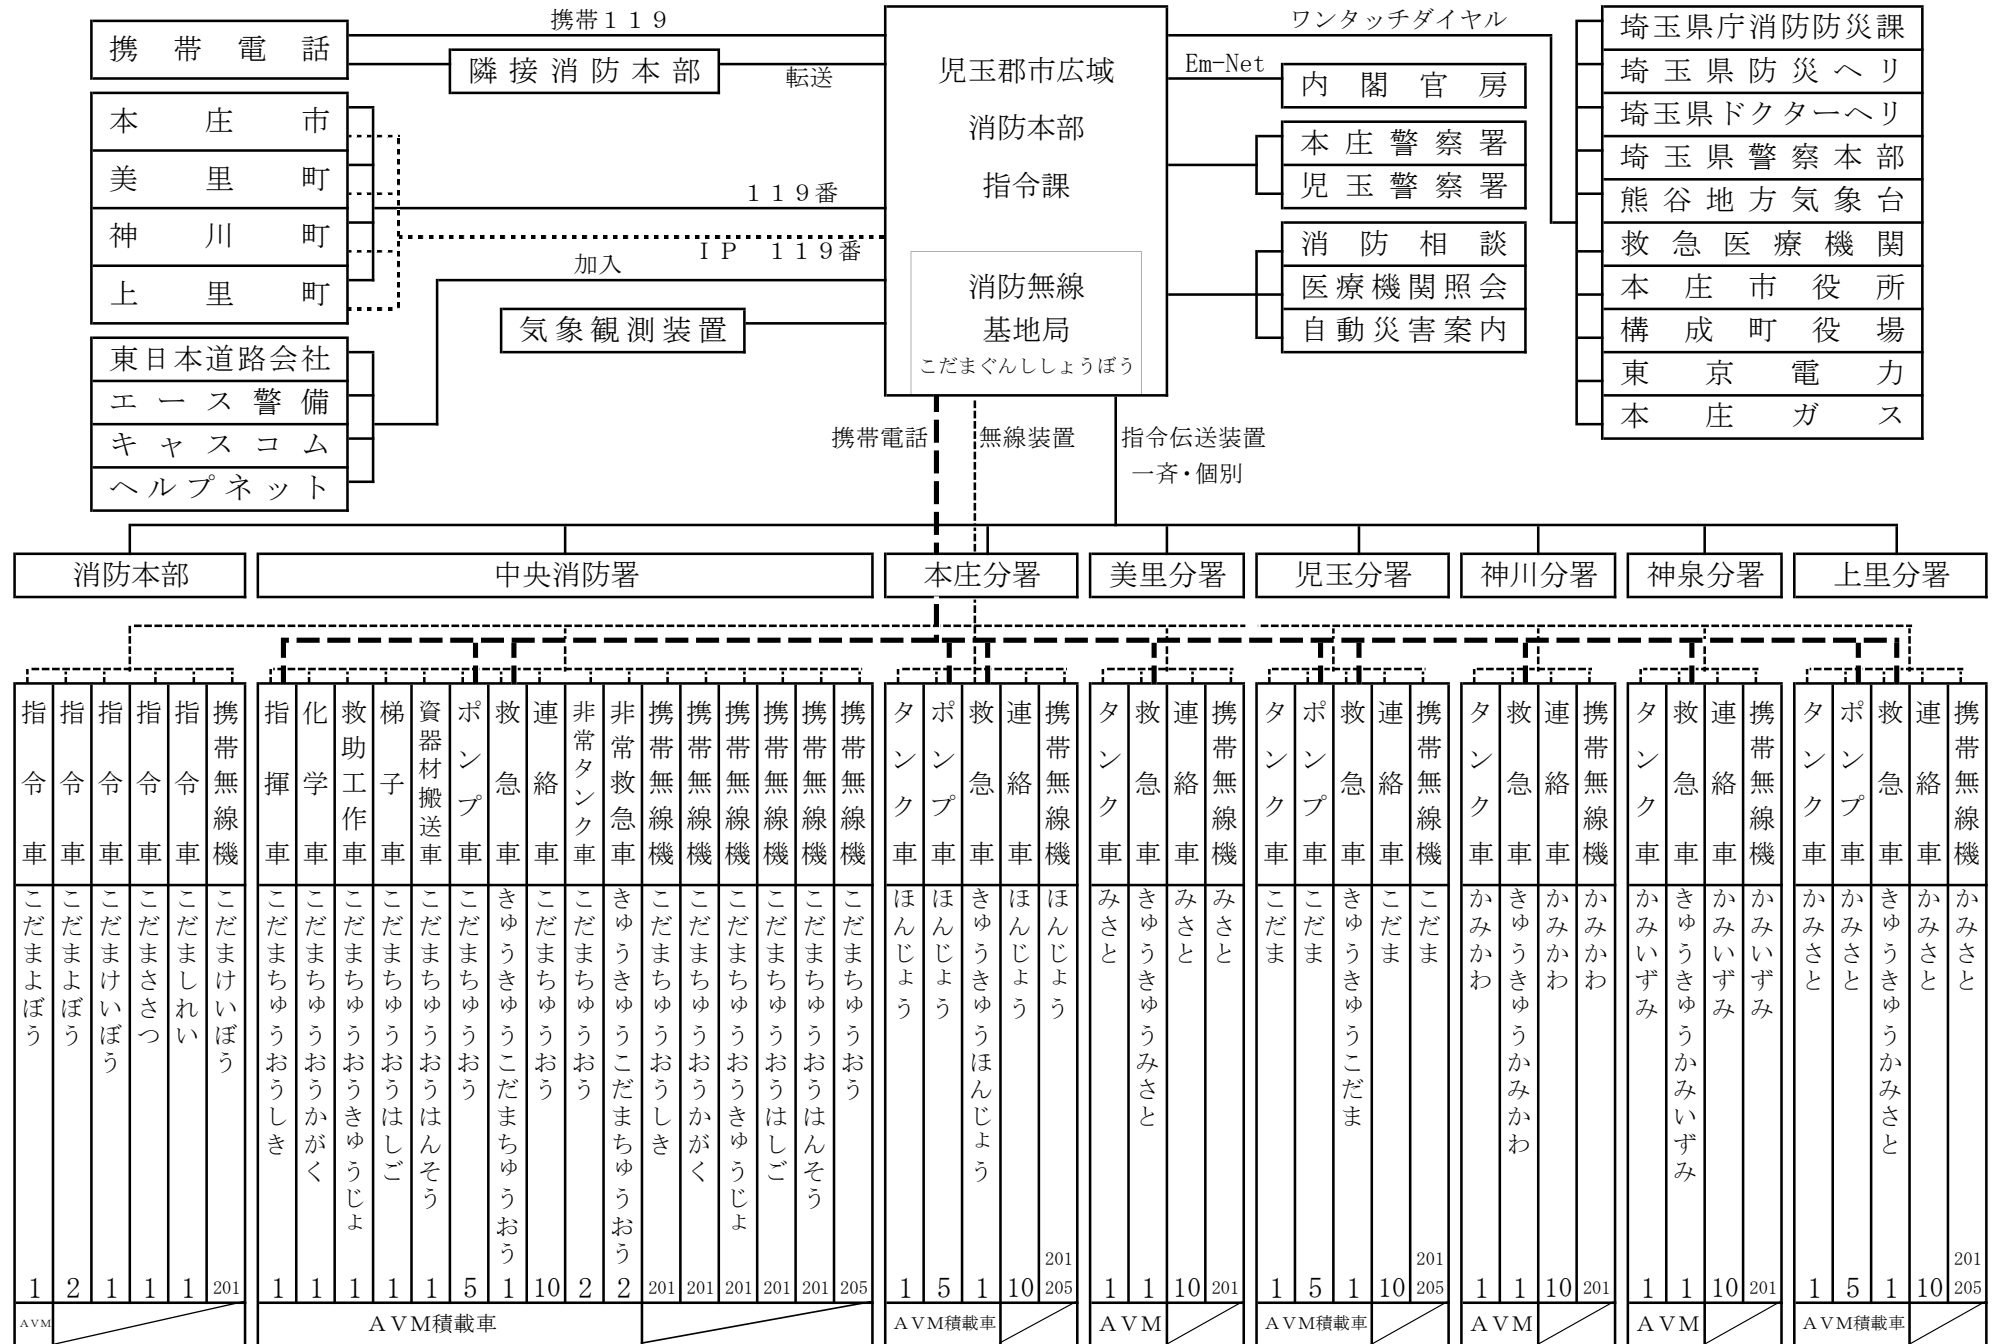 携帯１１９
携帯電話
隣接消防本部
転送
本庄市
美里町
神川町
上里町
１１９番
ＩＰ　１１９番
加入
気象観測装置
東日本道路会社
エース警備
キャスコム
ヘルプネット
児玉郡市広域
消防本部
指令課
消防無線
基地局
こだまぐんししょうぼう
ワンタッチダイヤル
Em-Net
内閣官房
本庄警察署
児玉警察署
消防相談
医療機関照会
自動災害案内
埼玉県庁消防防災課
埼玉県防災ヘリ
埼玉県ドクターヘリ
埼玉県警察本部
熊谷地方気象台
救急医療機関
本庄市役所
構成町役場
東京電力
本庄ガス
携帯電話
無線装置
指令伝送装置
一斉・個別
消防本部
指令車 こだまよぼう 1
指令車 こだまよぼう 2
指令車 こだまけいぼう 1
指令車 こだまささつ 1
指令車 こだましれい 1
携帯無線機 こだまけいぼう 201
ＡＶＭ
中央消防署
指揮車 こだまちゅうおうしき 1
化学車 こだまちゅうおうかがく 1
救助工作車 こだまちゅうおうきゅうじょ 1
梯子車 こだまちゅうおうはしご 1
資器材搬送車 こだまちゅうおうはんそう 1
ポンプ車 こだまちゅうおう 5
救急車 きゅうきゅうこだまちゅうおう 1
連絡車 こだまちゅうおう 10
非常タンク車 こだまちゅうおう 2
非常救急車 きゅうきゅうこだまちゅうおう 2
携帯無線機 こだまちゅうおうしき 201
携帯無線機 こだまちゅうおうかがく 201
携帯無線機 こだまちゅうおうきゅうじょ 201
携帯無線機 こだまちゅうおうはしご 201
携帯無線機 こだまちゅうおうはんそう 201
携帯無線機 こだまちゅうおう 205
ＡＶＭ積載車
本庄分署
タンク車 ほんじょう 1
ポンプ車 ほんじょう 5
救急車 きゅうきゅうほんじょう 1
連絡車 ほんじょう 10
携帯無線機 ほんじょう 201 205
ＡＶＭ積載車
美里分署
タンク車 みさと 1
救急車 きゅうきゅうみさと 1
連絡車 みさと 10
携帯無線機 みさと 201
ＡＶＭ
児玉分署
タンク車 こだま 1
ポンプ車 こだま 5
救急車 きゅうきゅうこだま 1
連絡車 こだま 10
携帯無線機 こだま 201 205
ＡＶＭ積載車
神川分署
タンク車 かみかわ 1
救急車 きゅうきゅうかみかわ 1
連絡車 かみかわ 10
携帯無線機 かみかわ 201
ＡＶＭ
神泉分署
タンク車 かみいずみ 1
救急車 きゅうきゅうかみいずみ 1
連絡車 かみいずみ 10
携帯無線機 かみいずみ 201
ＡＶＭ
上里分署
タンク車 かみさと 1
ポンプ車 かみさと 5
救急車 きゅうきゅうかみさと 1
連絡車 かみさと 10
携帯無線機 かみさと 201 205
ＡＶＭ積載車